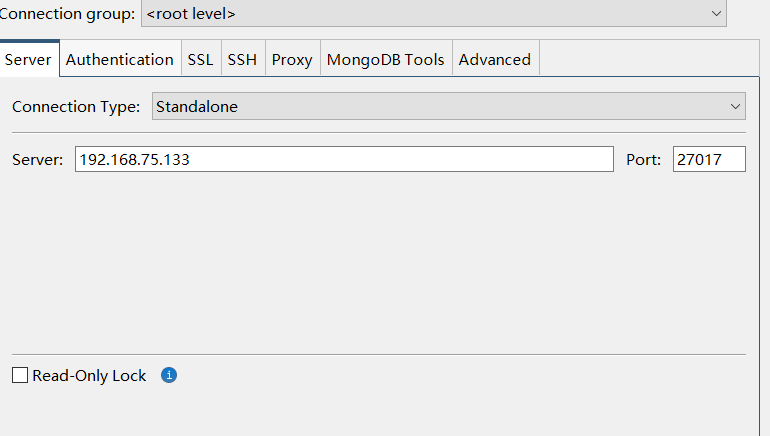 Connection group: <root level>
Server Authentication SSL SSH Proxy MongoDB Tools Advanced
Connection Type: Standalone
Server: 192.168.75.133 Port: 27017
Read-Only Lock i